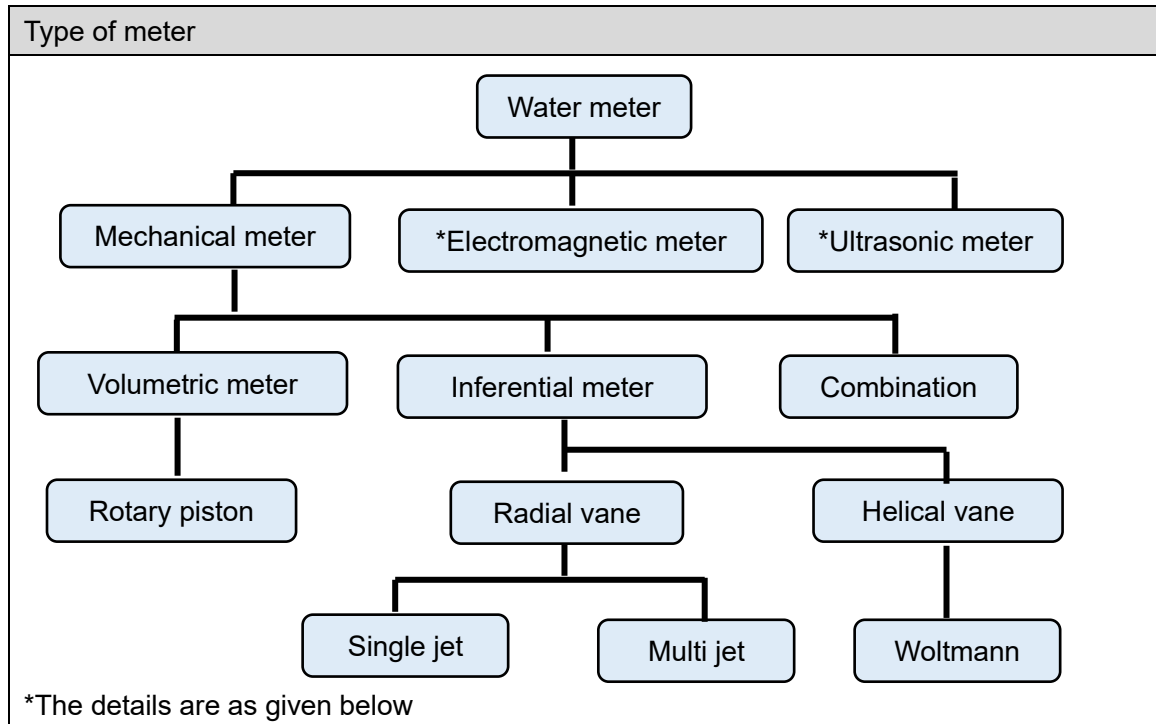 Type of meter
Water meter
Mechanical meter
*Electromagnetic meter
*Ultrasonic meter
Volumetric meter
Inferential meter
Combination
Rotary piston
Radial vane
Helical vane
Single jet
Multi jet
Woltmann
*The details are as given below